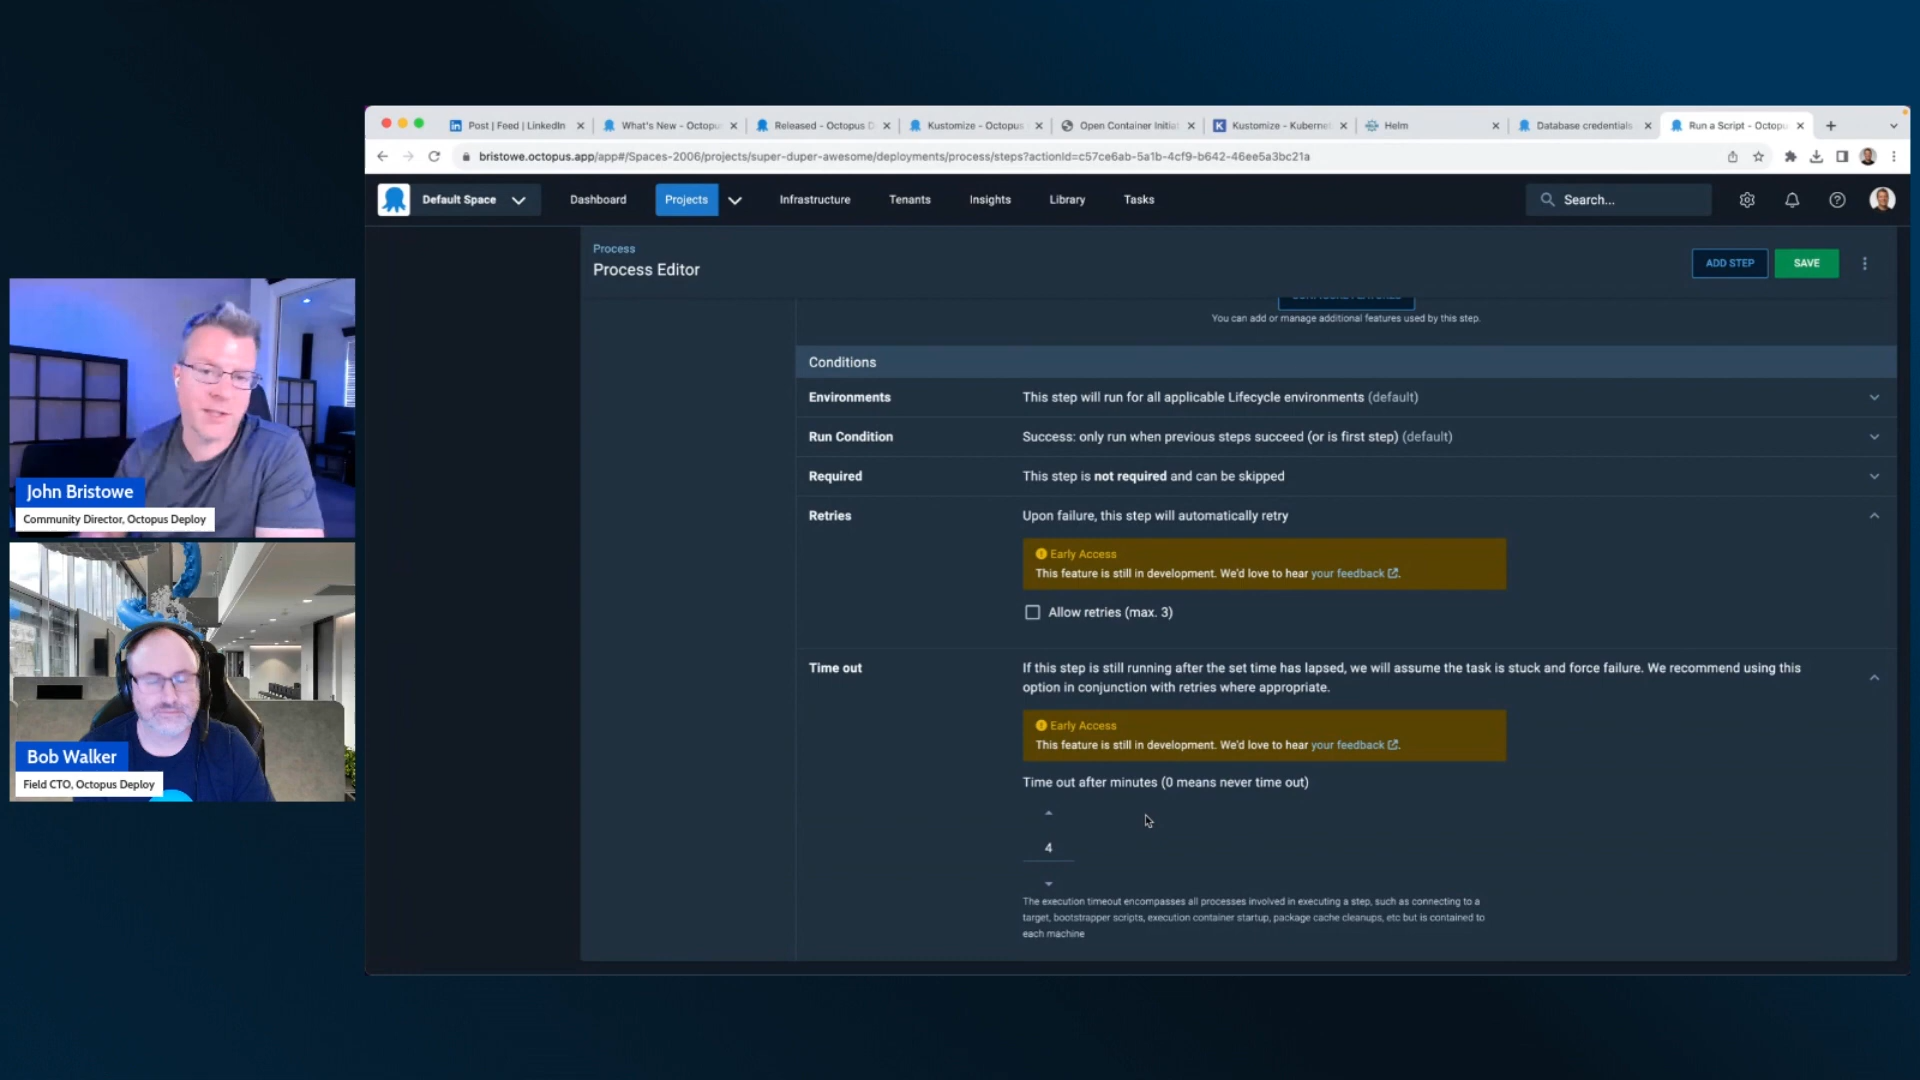 Post | Feed | LinkedIn
What's New - Octopu
Released - Octopus D
Kustomize - Octopus
Open Container Initiat
Kustomize - Kubernet
Helm
Database credentials
Run a Script - Octopu
bristowe.octopus.app/app#/Spaces-2006/projects/super-duper-awesome/deployments/process/steps?actionId=c57ce6ab-5a1b-4cf9-b642-46ee5a3bc21a
Default Space
Dashboard
Projects
Infrastructure
Tenants
Insights
Library
Tasks
Search...
Process
Process Editor
ADD STEP
SAVE
You can add or manage additional features used by this step.
Conditions
Environments
This step will run for all applicable Lifecycle environments (default)
Run Condition
Success: only run when previous steps succeed (or is first step) (default)
Required
This step is not required and can be skipped
Retries
Upon failure, this step will automatically retry
Early Access
This feature is still in development. We'd love to hear your feedback.
Allow retries (max. 3)
Time out
If this step is still running after the set time has lapsed, we will assume the task is stuck and force failure. We recommend using this
option in conjunction with retries where appropriate.
Early Access
This feature is still in development. We'd love to hear your feedback.
Time out after minutes (0 means never time out)
4
The execution timeout encompasses all processes involved in executing a step, such as connecting to a
target, bootstrapper scripts, execution container startup, package cache cleanups, etc but is contained to
each machine
John Bristowe
Community Director, Octopus Deploy
Bob Walker
Field CTO, Octopus Deploy